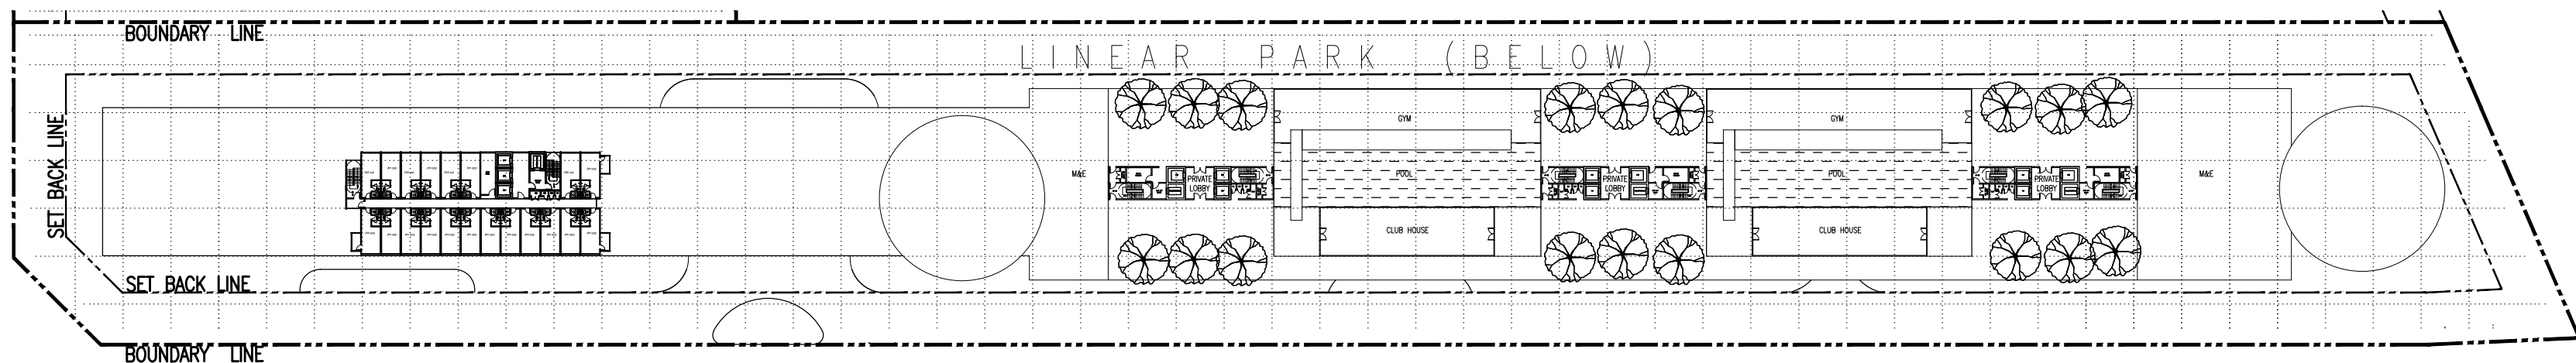 BOUNDARY LINE
LINEAR PARK (BELOW)
SET BACK LINE
GYM
GYM
M&E
PRIVATE
LOBBY
POOL
PRIVATE
LOBBY
POOL
PRIVATE
LOBBY
M&E
CLUB HOUSE
CLUB HOUSE
SET BACK LINE
BOUNDARY LINE